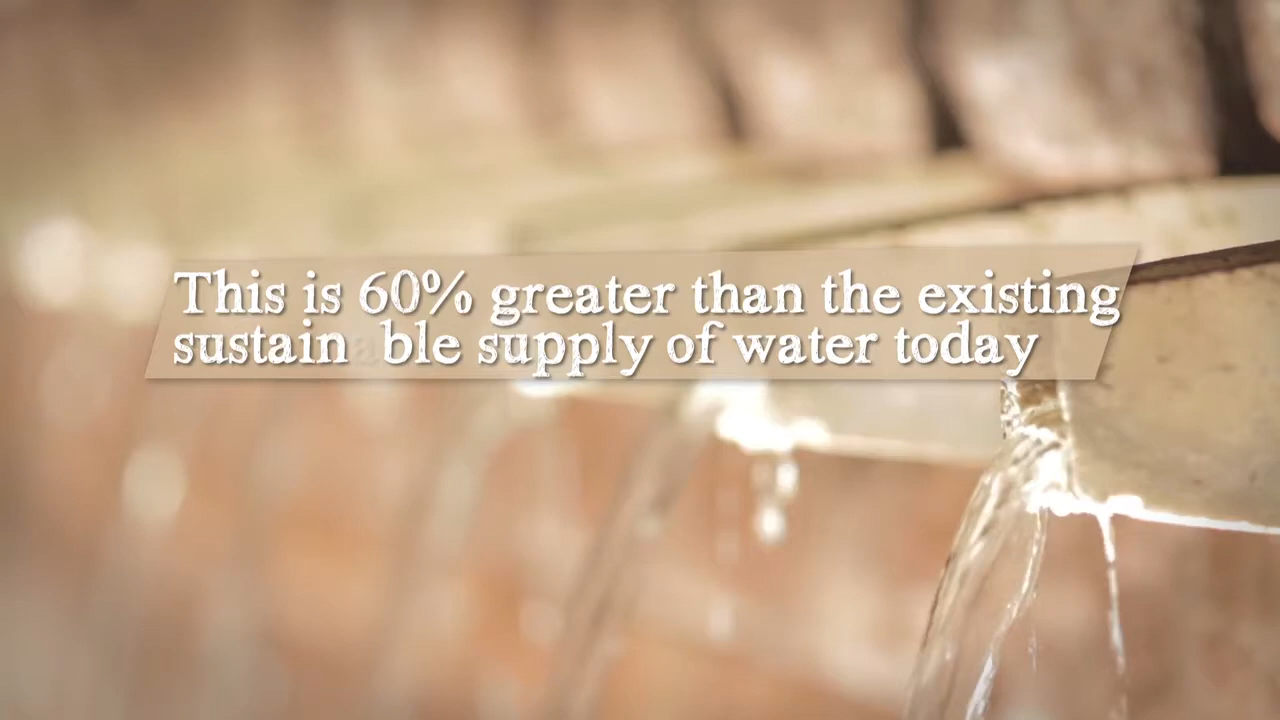 This is 60% greater than the existing
sustain ble supply of water today